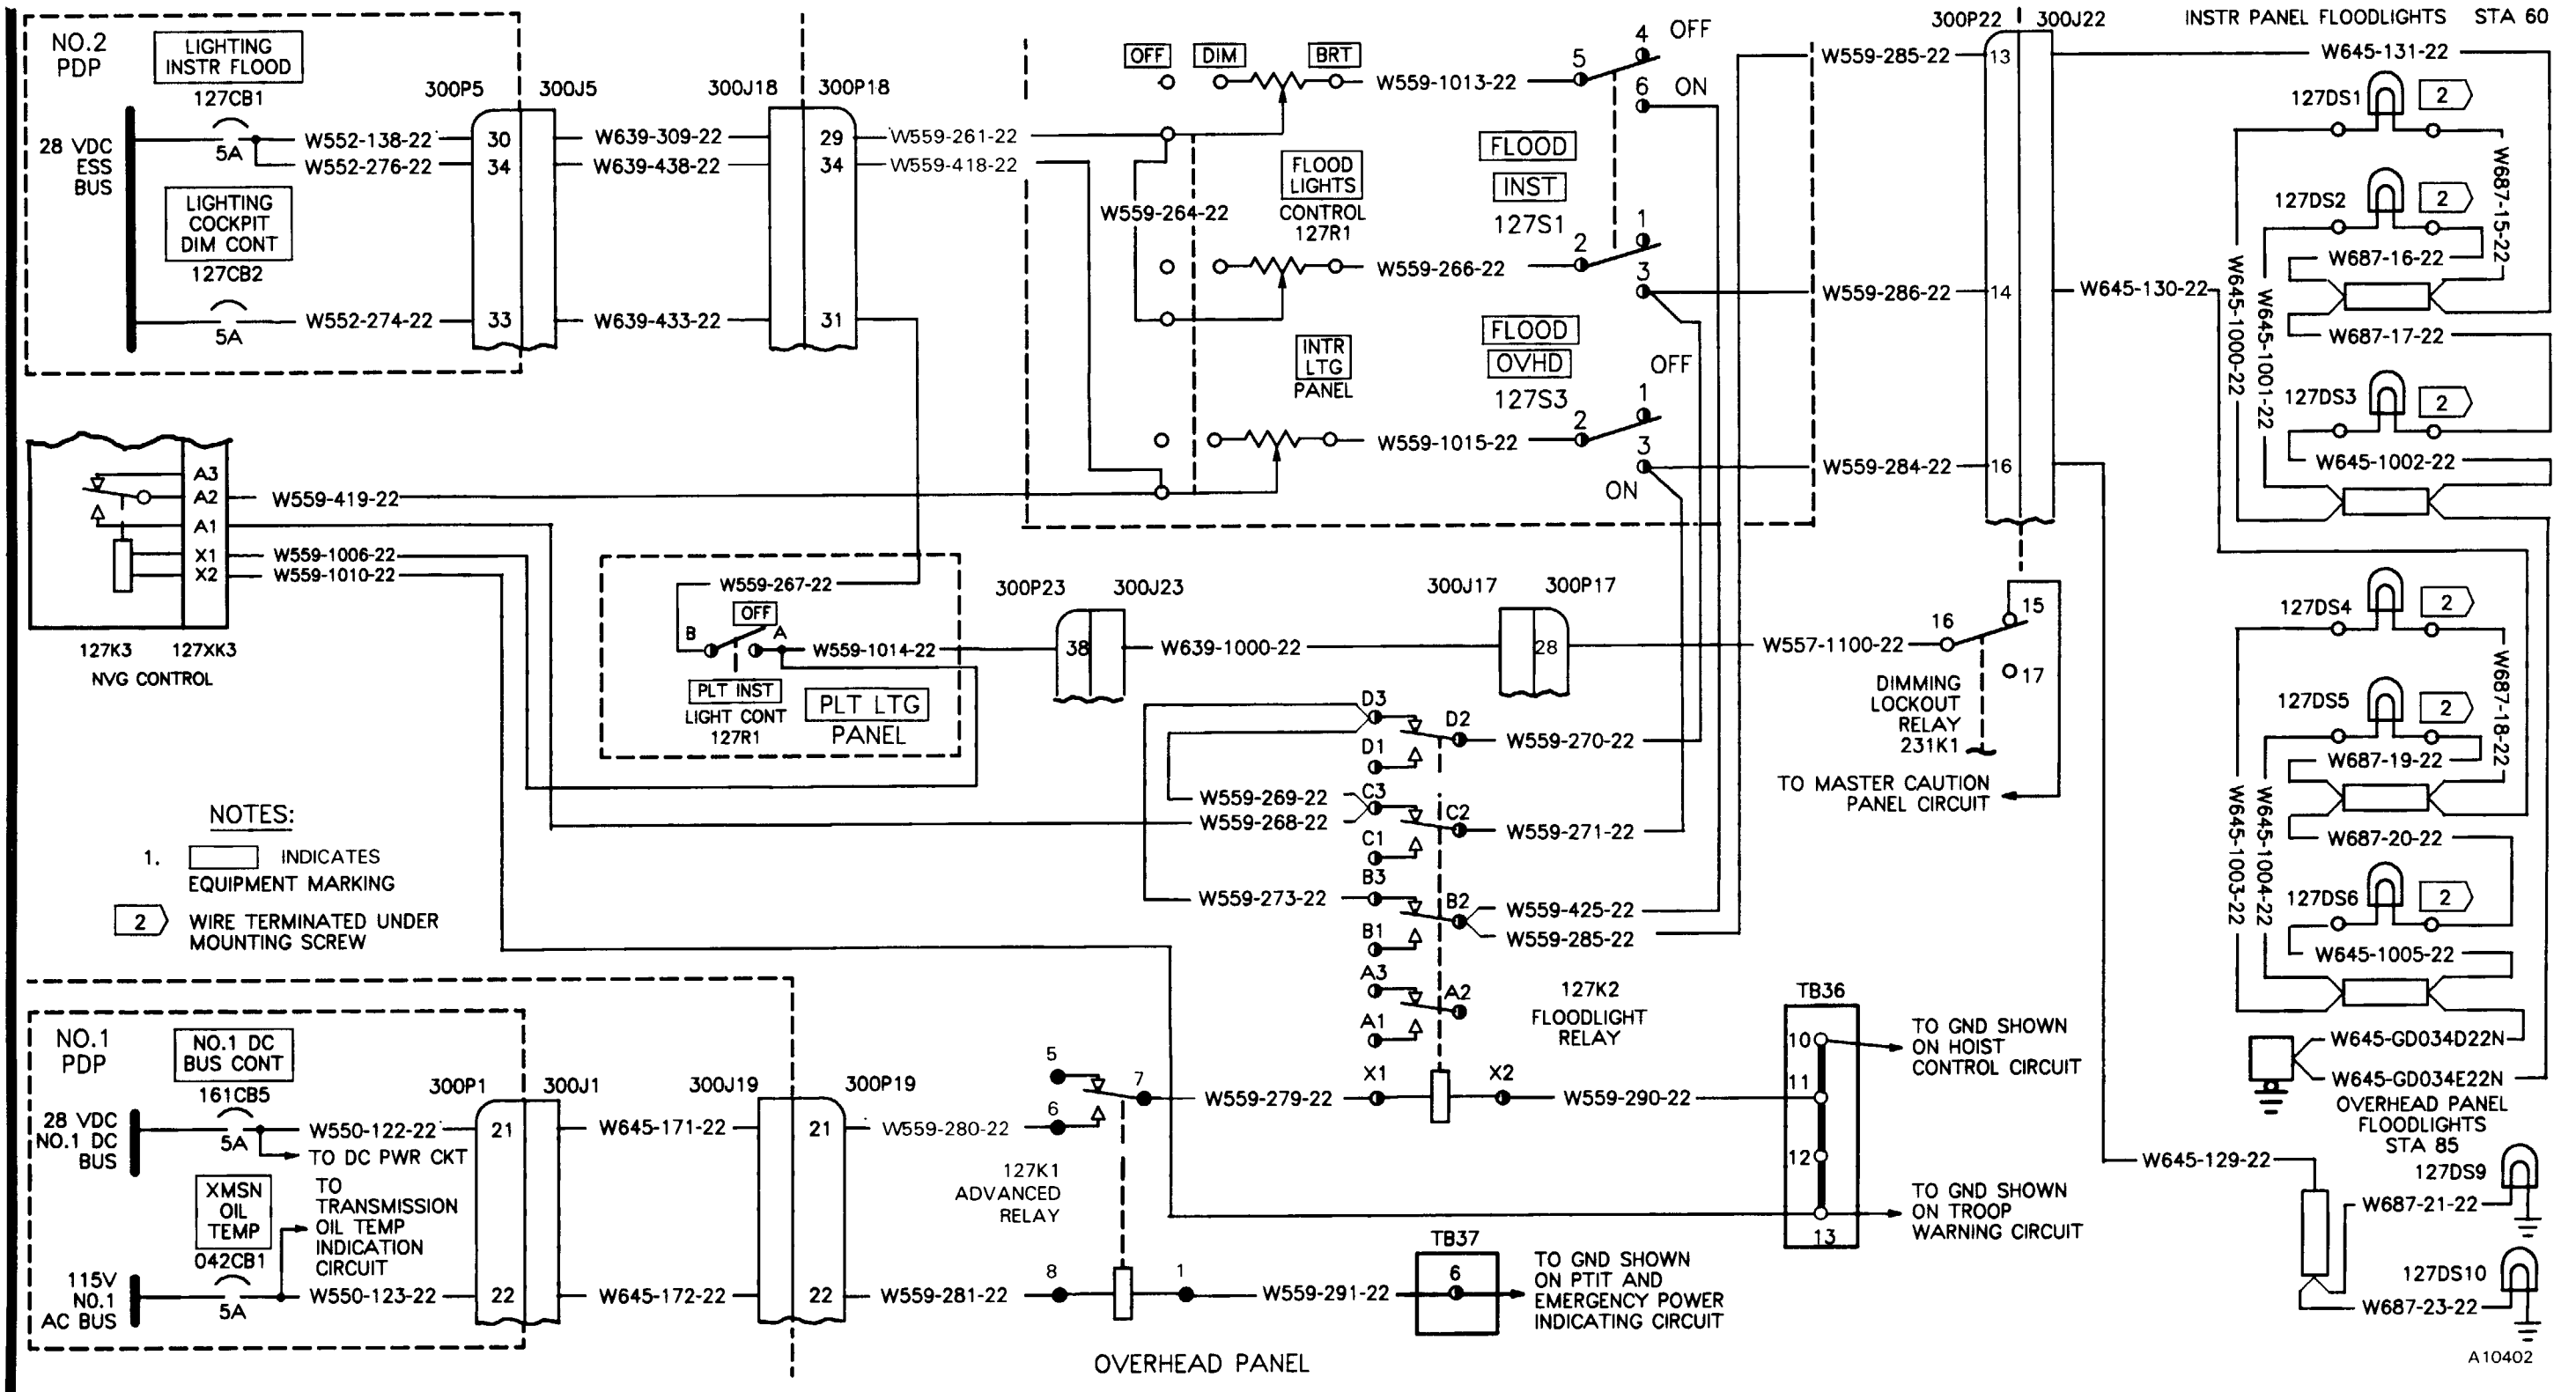 NO.2
PDP
LIGHTING
INSTR FLOOD
127CB1
5A
28 VDC
ESS
BUS
LIGHTING
COCKPIT
DIM CONT
127CB2
5A
W552-138-22
W552-276-22
W552-274-22
300P5
300J5
30
34
33
W639-309-22
W639-438-22
W639-433-22
300J18
300P18
29
34
31
W559-261-22
W559-418-22
W559-264-22
OFF
DIM
BRT
FLOOD
LIGHTS
CONTROL
127R1
INTR
LTG
PANEL
W559-1013-22
W559-266-22
W559-1015-22
5
4
OFF
6
ON
FLOOD
INST
127S1
2
1
3
FLOOD
OVHD
127S3
OFF
2
1
3
ON
W559-285-22
W559-286-22
W559-284-22
300P22
300J22
13
14
16
INSTR PANEL FLOODLIGHTS STA 60
W645-131-22
127DS1
2
127DS2
2
W687-15-22
W687-16-22
W645-130-22
W645-1000-22
W645-1001-22
W687-17-22
127DS3
2
W645-1002-22
127DS4
2
127DS5
2
W687-18-22
W687-19-22
W645-1003-22
W645-1004-22
W687-20-22
127DS6
2
W645-1005-22
W645-GD034D22N
W645-GD034E22N
OVERHEAD PANEL
FLOODLIGHTS
STA 85
127DS9
W645-129-22
W687-21-22
127DS10
W687-23-22
A10402
A3
A2
A1
X1
X2
W559-419-22
W559-1006-22
W559-1010-22
127K3
127XK3
NVG CONTROL
W559-267-22
OFF
B
A
W559-1014-22
PLT INST
LIGHT CONT
127R1
PLT LTG
PANEL
300P23
300J23
38
W639-1000-22
300J17
300P17
28
W557-1100-22
16
15
17
DIMMING
LOCKOUT
RELAY
231K1
TO MASTER CAUTION
PANEL CIRCUIT
D3
D2
D1
W559-270-22
W559-269-22
W559-268-22
C3
C2
C1
W559-271-22
W559-273-22
B3
B2
B1
W559-425-22
W559-285-22
A3
A2
A1
127K2
FLOODLIGHT
RELAY
X1
X2
W559-279-22
W559-290-22
NOTES:
1. INDICATES
EQUIPMENT MARKING
2 WIRE TERMINATED UNDER
MOUNTING SCREW
NO.1
PDP
NO.1 DC
BUS CONT
161CB5
5A
28 VDC
NO.1 DC
BUS
W550-122-22
TO DC PWR CKT
XMSN
OIL
TEMP
042CB1
5A
TO
TRANSMISSION
OIL TEMP
INDICATION
CIRCUIT
115V
NO.1
AC BUS
W550-123-22
300P1
300J1
21
22
W645-171-22
W645-172-22
300J19
300P19
21
22
W559-280-22
W559-281-22
5
7
6
127K1
ADVANCED
RELAY
8
1
W559-291-22
TB37
6
TO GND SHOWN
ON PTIT AND
EMERGENCY POWER
INDICATING CIRCUIT
TB36
10
11
12
13
TO GND SHOWN
ON HOIST
CONTROL CIRCUIT
TO GND SHOWN
ON TROOP
WARNING CIRCUIT
OVERHEAD PANEL